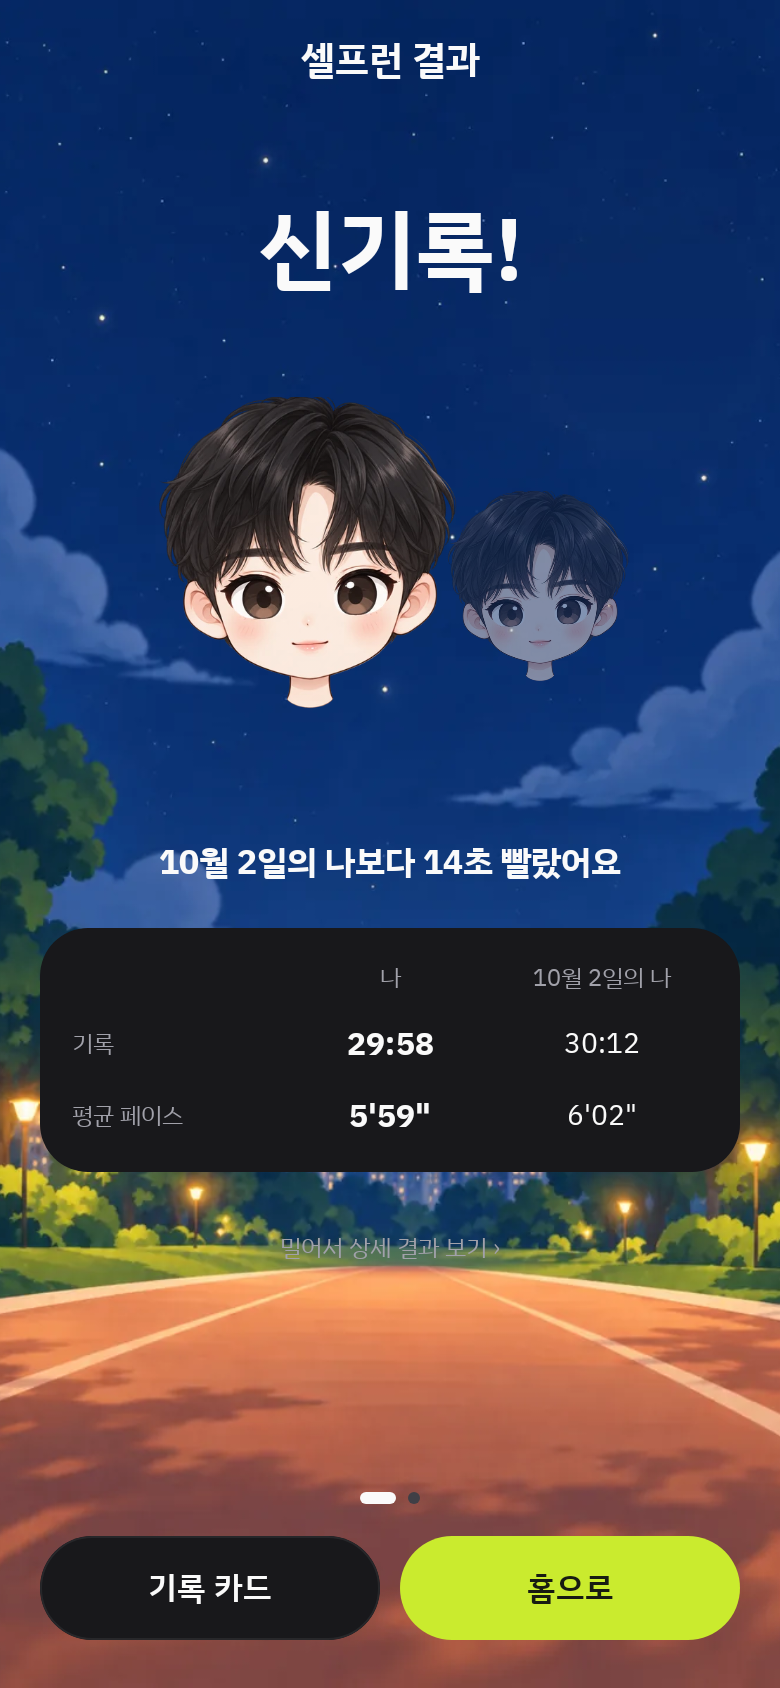 셀프런 결과
신기록!
10월 2일의 나보다 14초 빨랐어요
나 10월 2일의 나
기록 29:58 30:12
평균 페이스 5'59" 6'02"
밀어서 상세 결과 보기 ›
기록 카드 홈으로